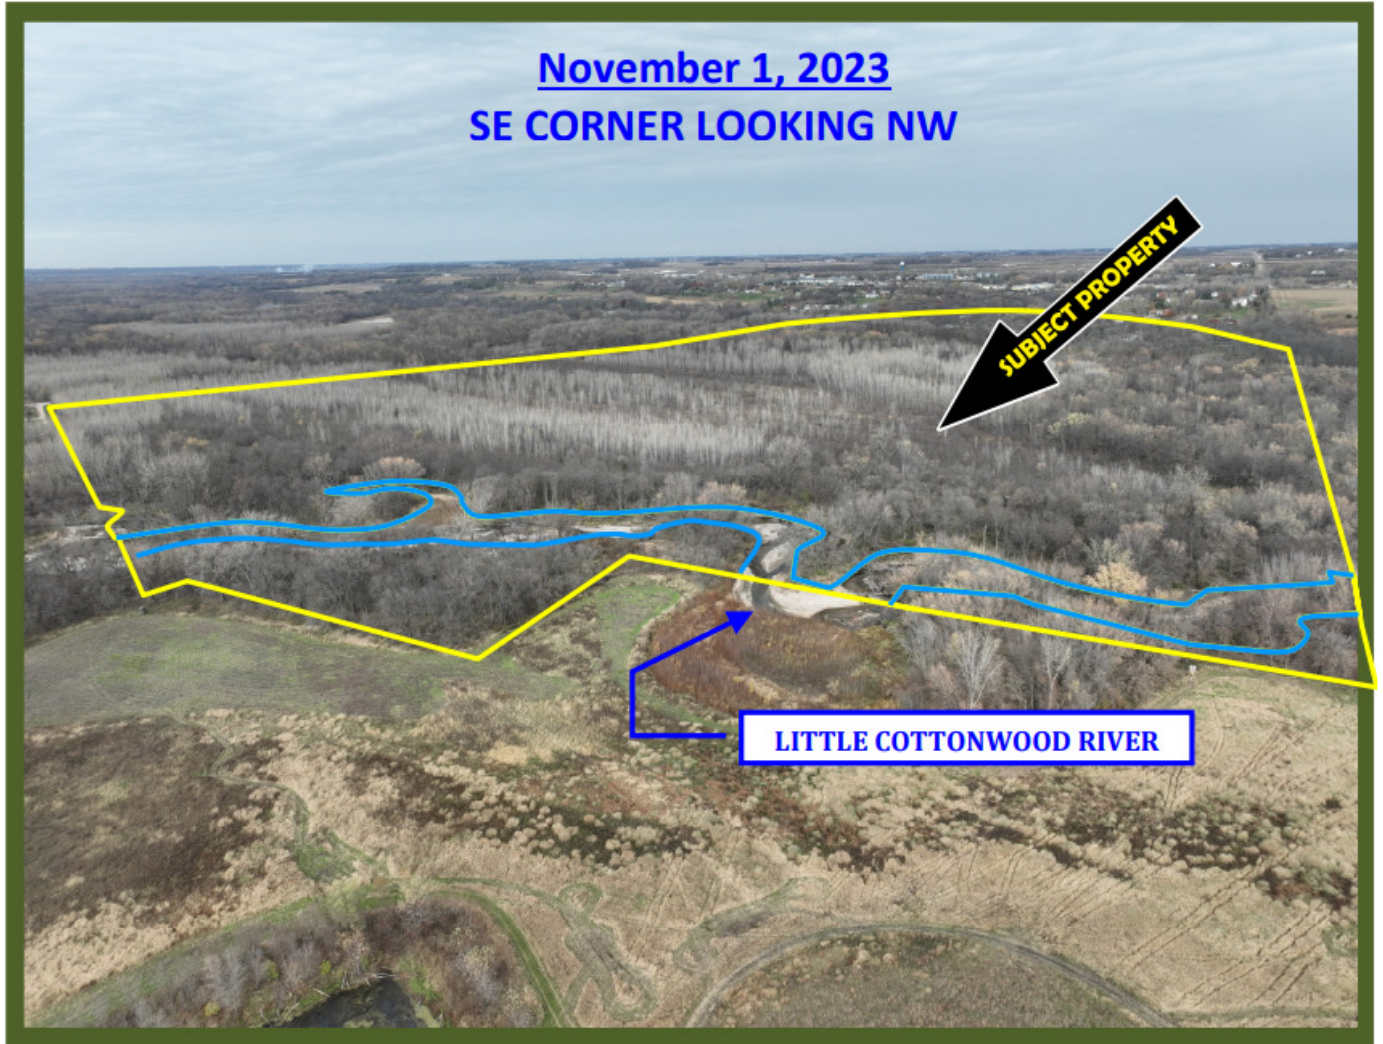 November 1, 2023
SE CORNER LOOKING NW
SUBJECT PROPERTY
LITTLE COTTONWOOD RIVER